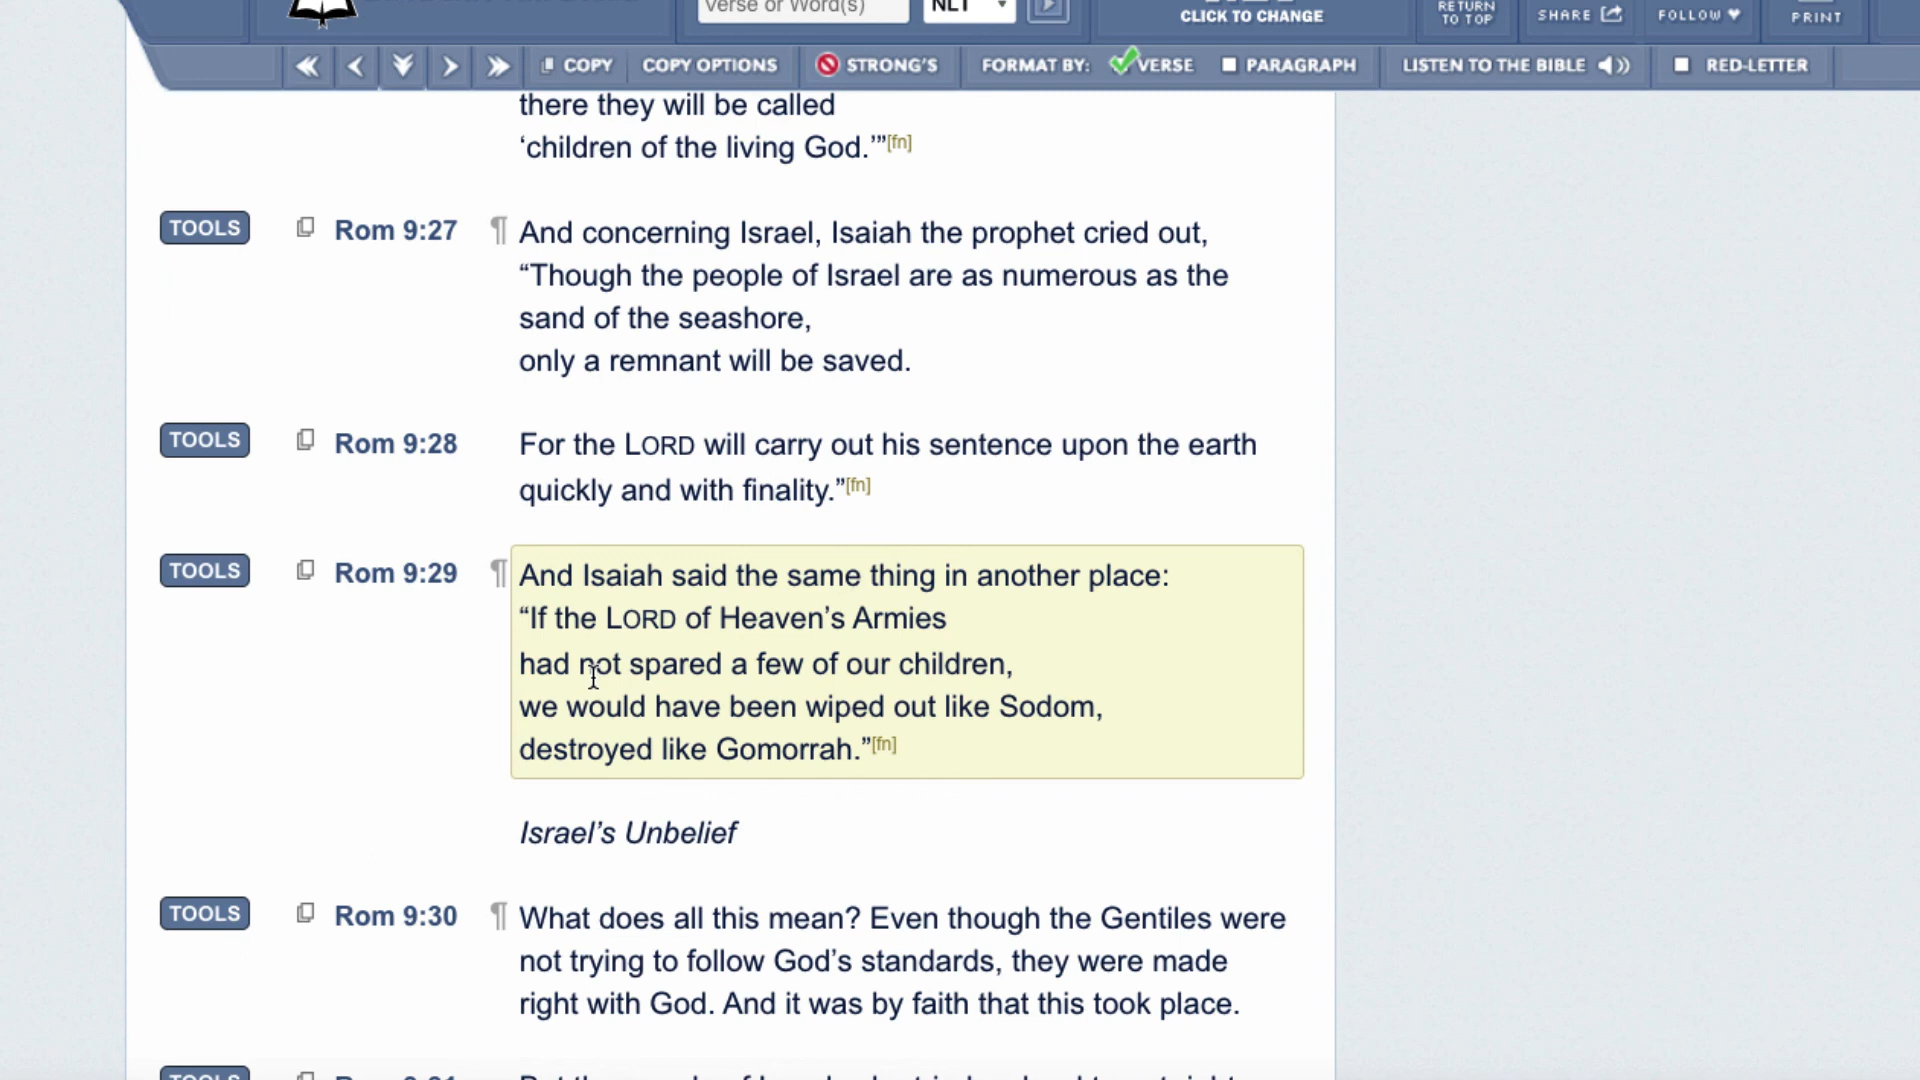 Verse or Word(s)
NLT
CLICK TO CHANGE
RETURN
TO TOP
SHARE
FOLLOW
PRINT
COPY
COPY OPTIONS
STRONG'S
FORMAT BY:
VERSE
PARAGRAPH
LISTEN TO THE BIBLE
RED-LETTER
there they will be called
‘children of the living God.’”[fn]
TOOLS
Rom 9:27
¶ And concerning Israel, Isaiah the prophet cried out,
“Though the people of Israel are as numerous as the
sand of the seashore,
only a remnant will be saved.
TOOLS
Rom 9:28
For the LORD will carry out his sentence upon the earth
quickly and with finality.”[fn]
TOOLS
Rom 9:29
¶ And Isaiah said the same thing in another place:
“If the LORD of Heaven’s Armies
had not spared a few of our children,
we would have been wiped out like Sodom,
destroyed like Gomorrah.”[fn]
Israel’s Unbelief
TOOLS
Rom 9:30
¶ What does all this mean? Even though the Gentiles were
not trying to follow God’s standards, they were made
right with God. And it was by faith that this took place.
TOOLS